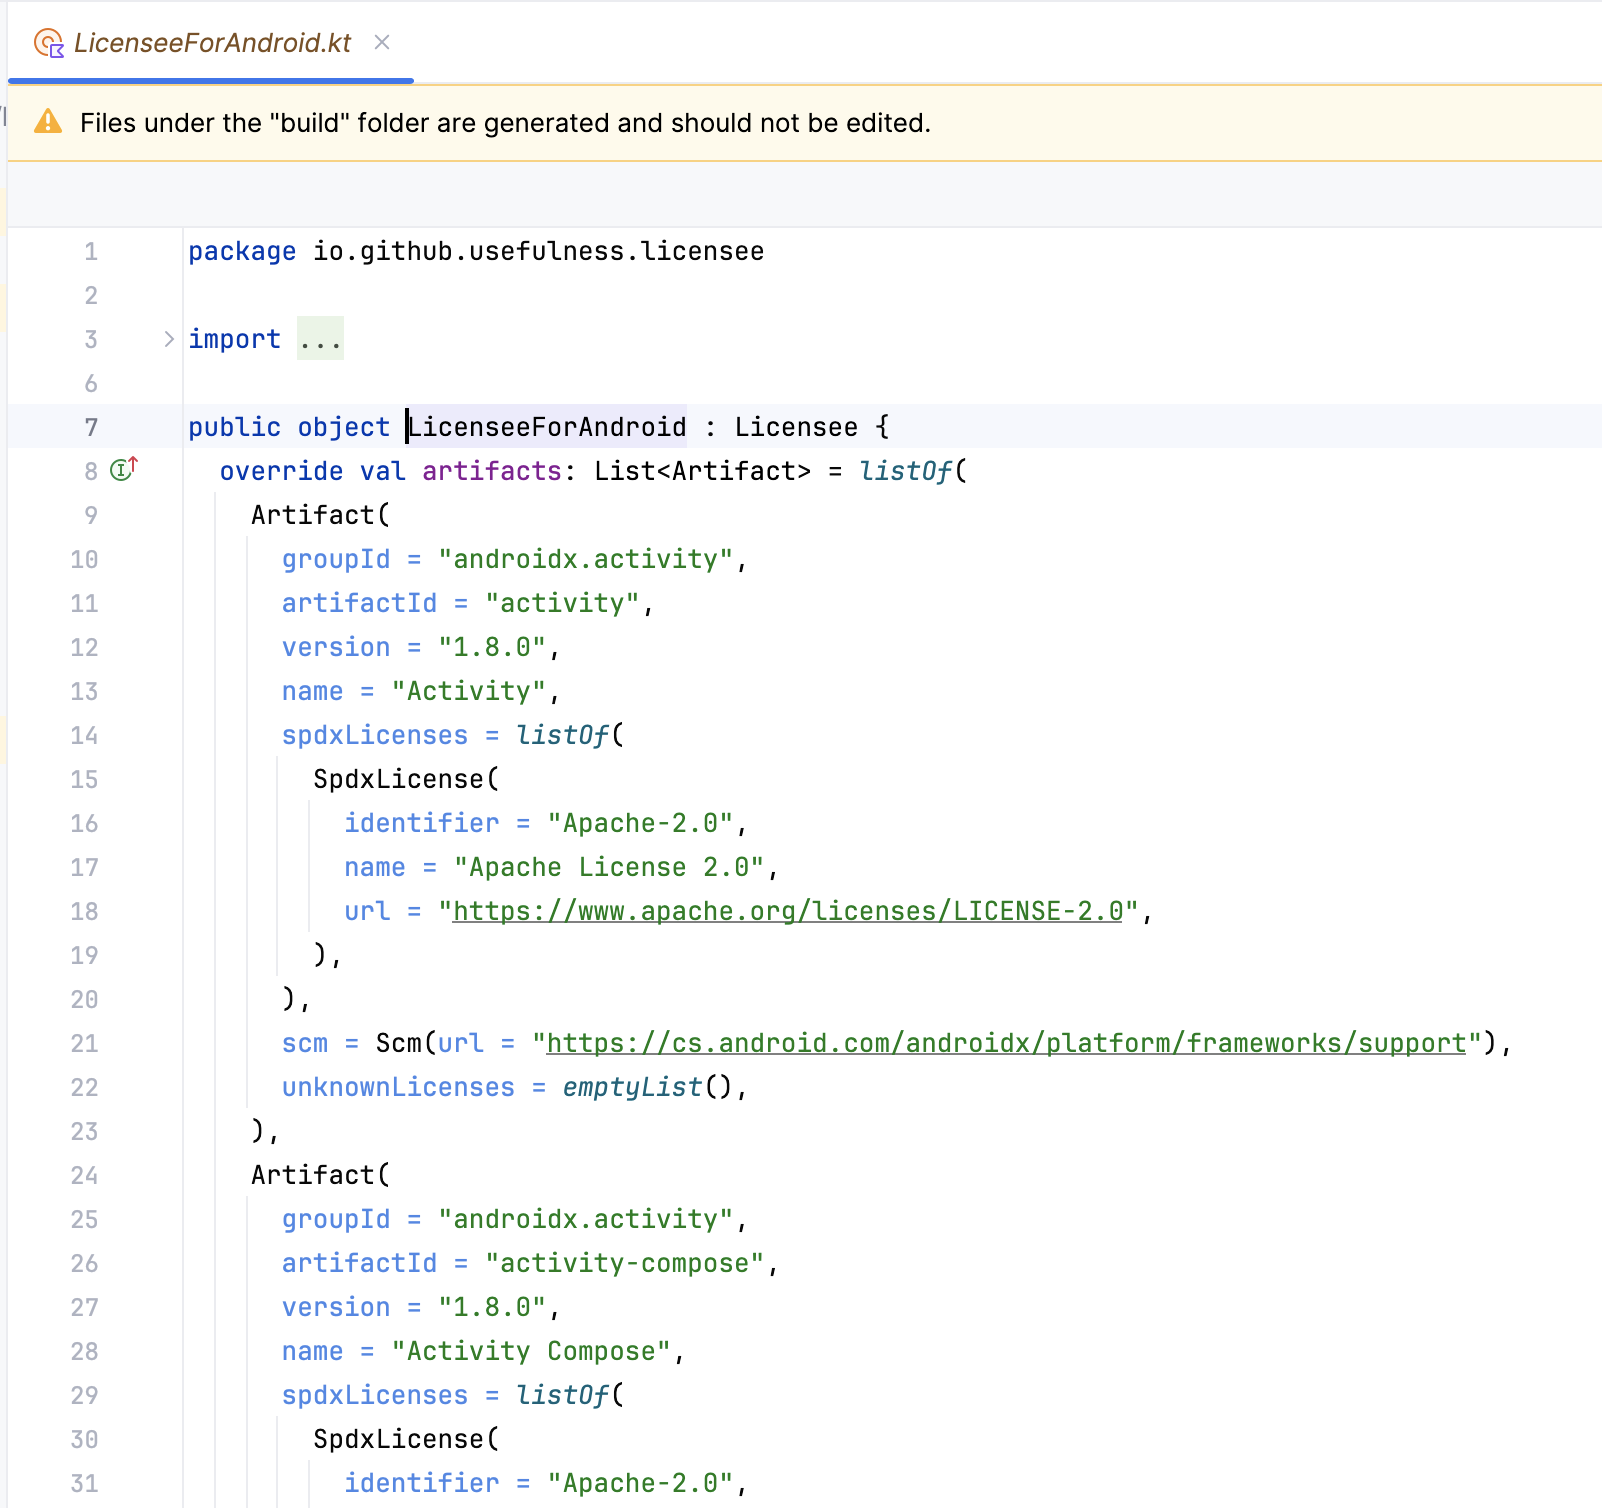 LicenseeForAndroid.kt
Files under the "build" folder are generated and should not be edited.
1 package io.github.usefulness.licensee
2
3 import ...
6
7 public object LicenseeForAndroid : Licensee {
8 override val artifacts: List<Artifact> = listOf(
9 Artifact(
10 groupId = "androidx.activity",
11 artifactId = "activity",
12 version = "1.8.0",
13 name = "Activity",
14 spdxLicenses = listOf(
15 SpdxLicense(
16 identifier = "Apache-2.0",
17 name = "Apache License 2.0",
18 url = "https://www.apache.org/licenses/LICENSE-2.0",
19 ),
20 ),
21 scm = Scm(url = "https://cs.android.com/androidx/platform/frameworks/support"),
22 unknownLicenses = emptyList(),
23 ),
24 Artifact(
25 groupId = "androidx.activity",
26 artifactId = "activity-compose",
27 version = "1.8.0",
28 name = "Activity Compose",
29 spdxLicenses = listOf(
30 SpdxLicense(
31 identifier = "Apache-2.0",